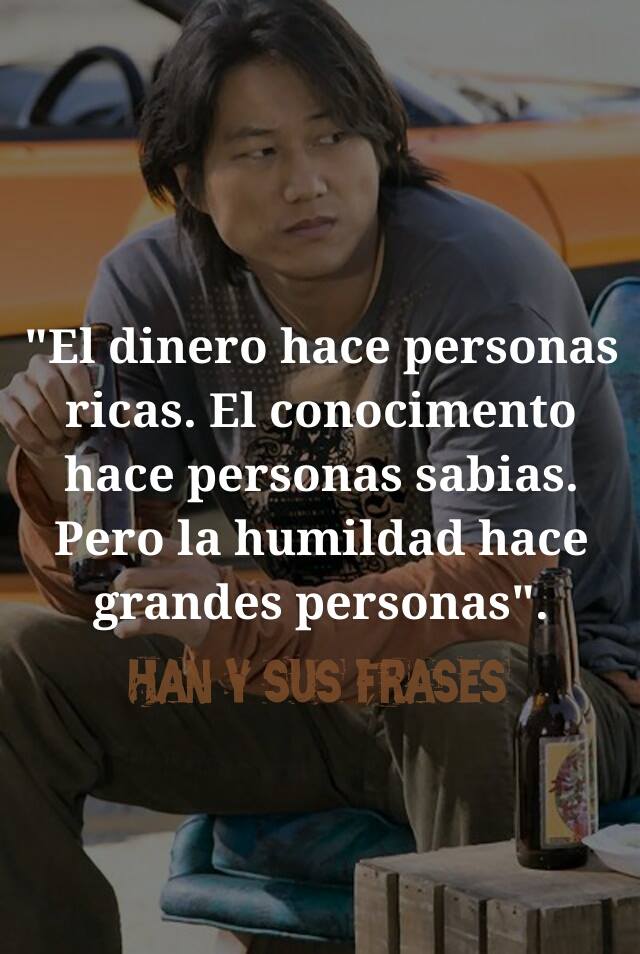 "El dinero hace personas
ricas. El conocimento
hace personas sabias.
Pero la humildad hace
grandes personas".
HAN Y SUS FRASES